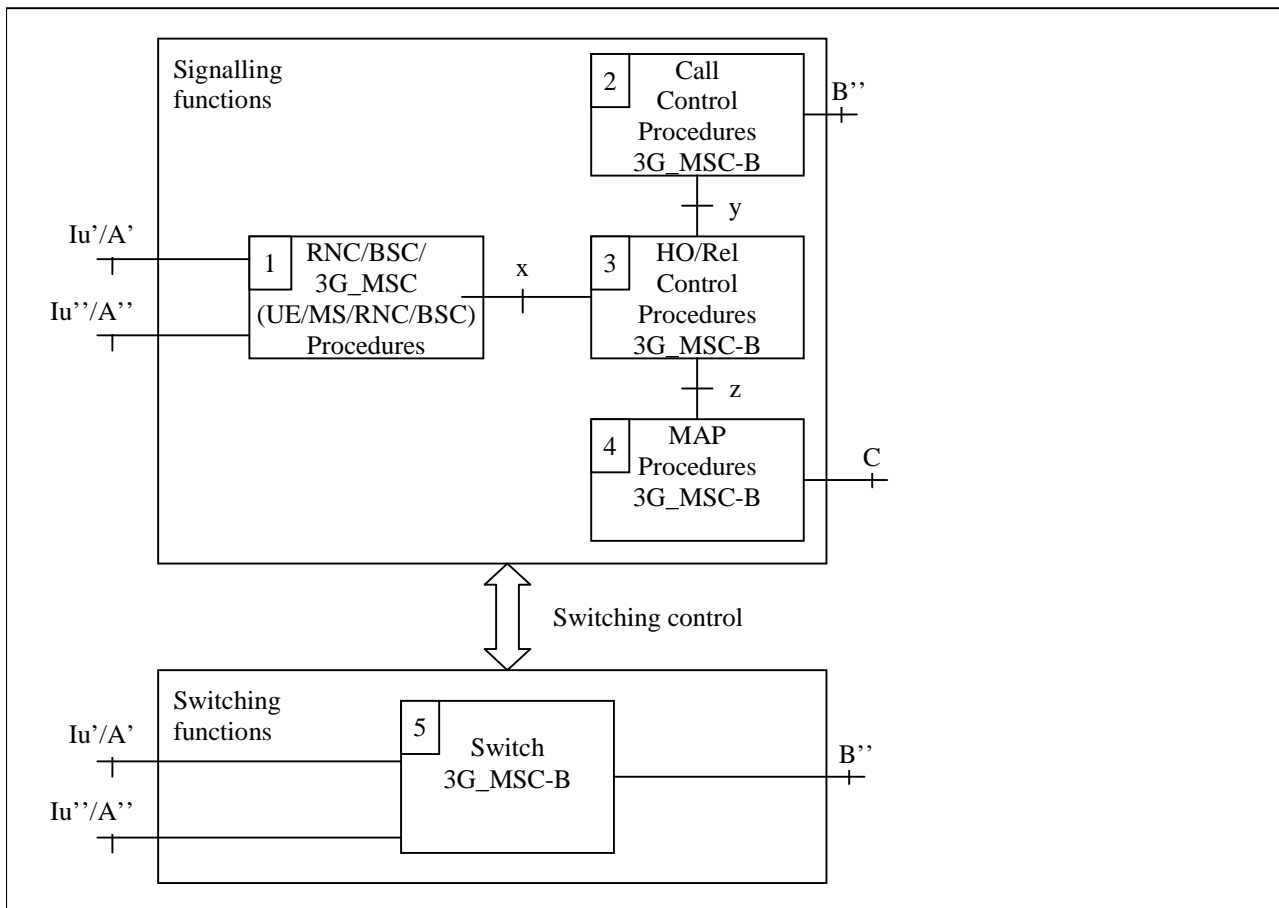 Signalling
functions
2
Call
Control
Procedures
3G_MSC-B
B’’
y
Iu’/A'
Iu’’/A’’
1
RNC/BSC/
3G_MSC
(UE/MS/RNC/BSC)
Procedures
x
3
HO/Rel
Control
Procedures
3G_MSC-B
z
4
MAP
Procedures
3G_MSC-B
C
Switching control
Switching
functions
Iu’/A'
Iu’’/A’’
5
Switch
3G_MSC-B
B’’